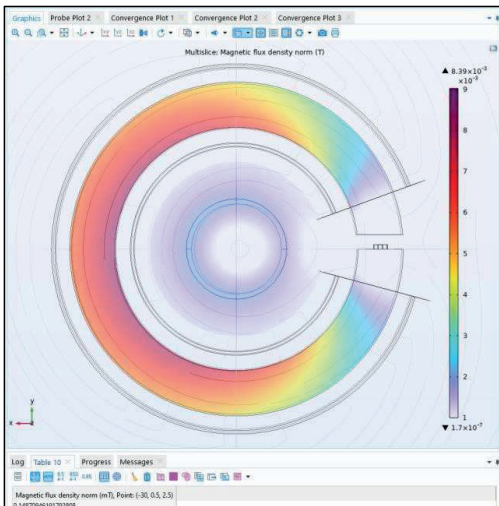 Graphics Probe Plot 2 Convergence Plot 1 Convergence Plot 2 Convergence Plot 3
Multislice: Magnetic flux density norm (T)
▲ 8.39×10⁻³
×10⁻³
9
8
7
6
5
4
3
2
1
▼ 1.7×10⁻⁷
y
x
Log Table 10 Progress Messages
8.85
Magnetic flux density norm (mT), Point: (-30, 0.5, 2.5)